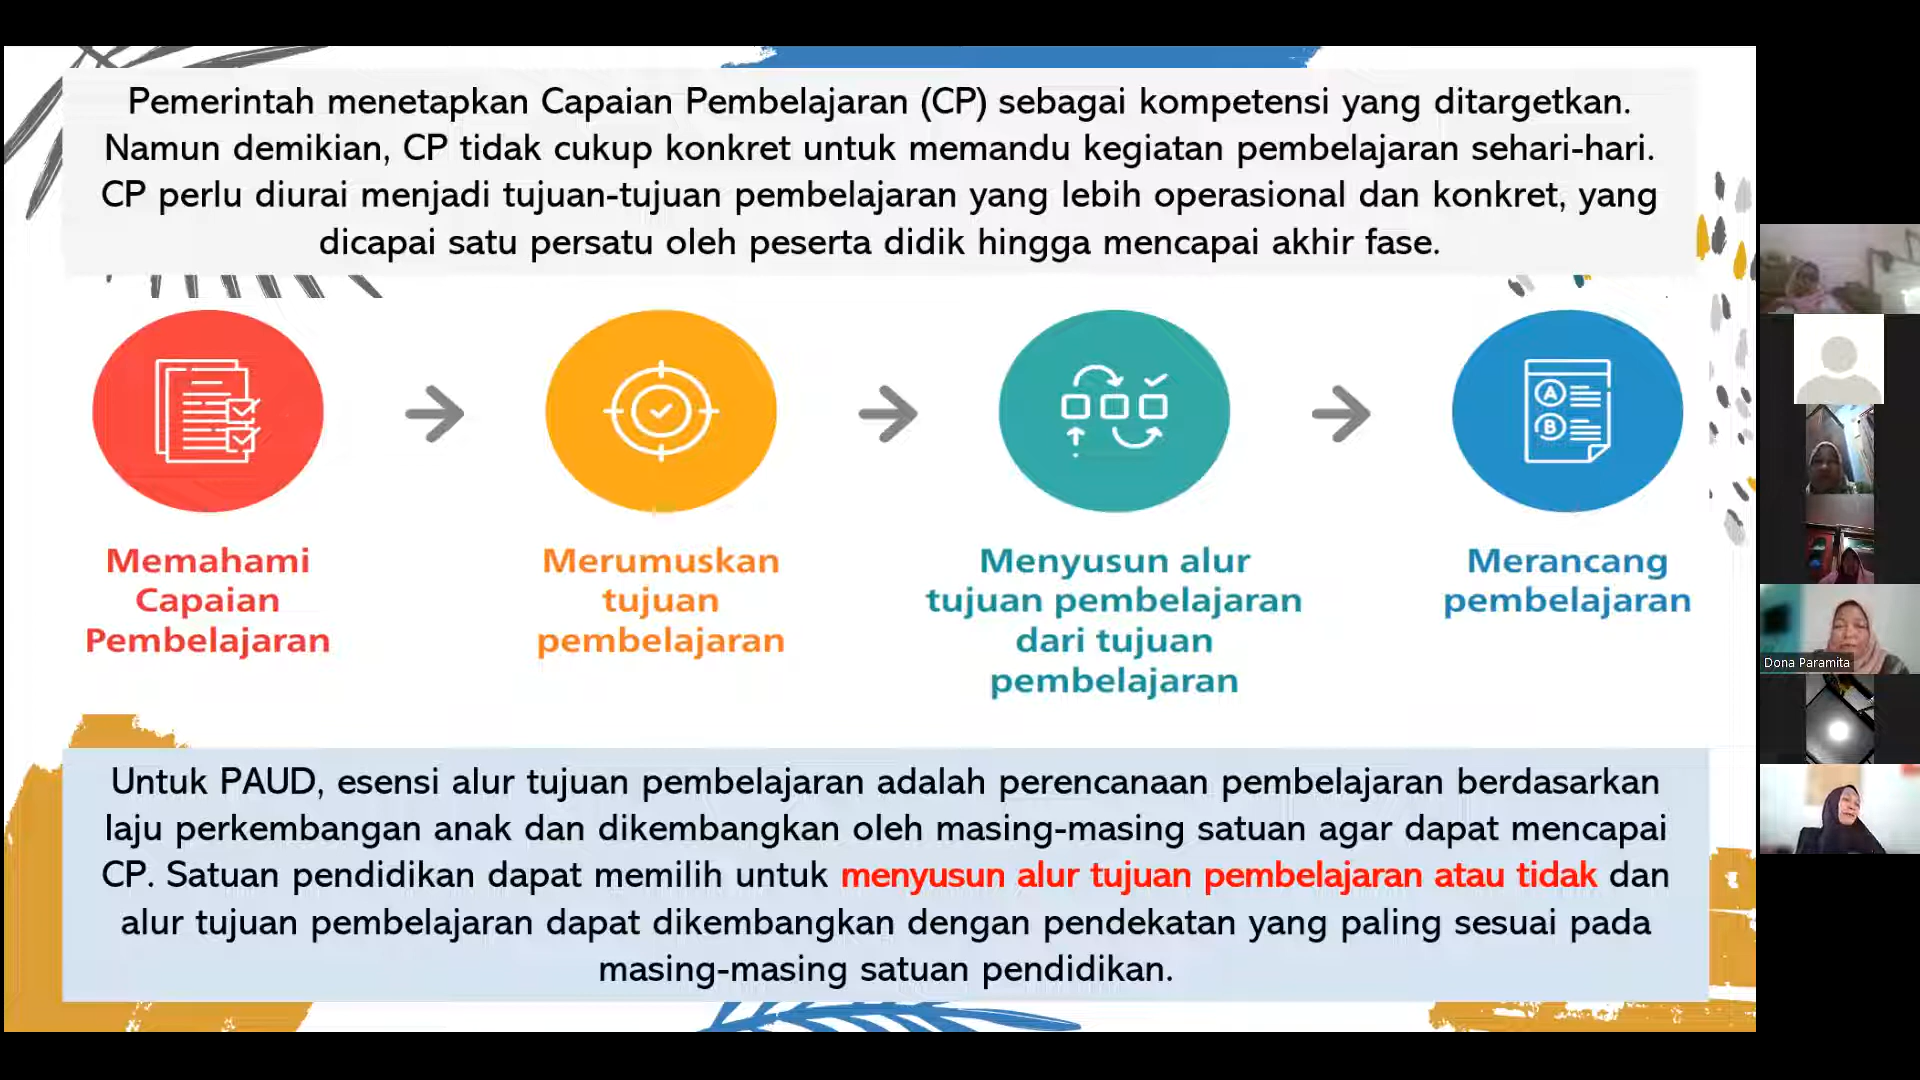 Pemerintah menetapkan Capaian Pembelajaran (CP) sebagai kompetensi yang ditargetkan.
Namun demikian, CP tidak cukup konkret untuk memandu kegiatan pembelajaran sehari-hari.
CP perlu diurai menjadi tujuan-tujuan pembelajaran yang lebih operasional dan konkret, yang
dicapai satu persatu oleh peserta didik hingga mencapai akhir fase.
A
B
Memahami
Capaian
Pembelajaran
Merumuskan
tujuan
pembelajaran
Menyusun alur
tujuan pembelajaran
dari tujuan
pembelajaran
Merancang
pembelajaran
Untuk PAUD, esensi alur tujuan pembelajaran adalah perencanaan pembelajaran berdasarkan
laju perkembangan anak dan dikembangkan oleh masing-masing satuan agar dapat mencapai
CP. Satuan pendidikan dapat memilih untuk menyusun alur tujuan pembelajaran atau tidak dan
alur tujuan pembelajaran dapat dikembangkan dengan pendekatan yang paling sesuai pada
masing-masing satuan pendidikan.
Dona Paramita